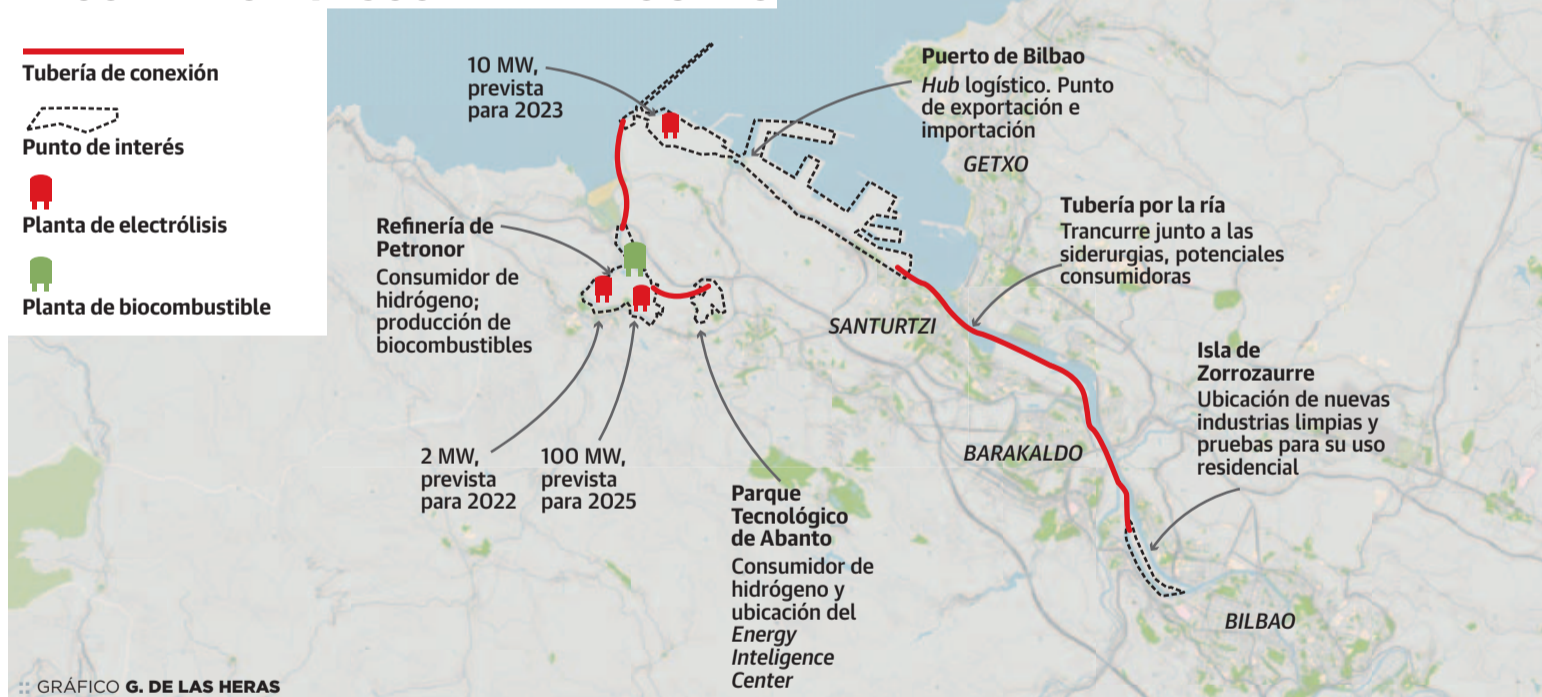 Tubería de conexión
Punto de interés
Planta de electrólisis
Planta de biocombustible
10 MW,
prevista
para 2023
Puerto de Bilbao
Hub logístico. Punto
de exportación e
importación
GETXO
Refinería de
Petronor
Consumidor de
hidrógeno;
producción de
biocombustibles
Tubería por la ría
Trancurre junto a las
siderurgias, potenciales
consumidoras
SANTURTZI
Isla de
Zorrozaurre
Ubicación de nuevas
industrias limpias y
pruebas para su uso
residencial
BARAKALDO
2 MW,
prevista
para 2022
100 MW,
prevista
para 2025
Parque
Tecnológico
de Abanto
Consumidor de
hidrógeno y
ubicación del
Energy
Inteligence
Center
BILBAO
:: GRÁFICO G. DE LAS HERAS